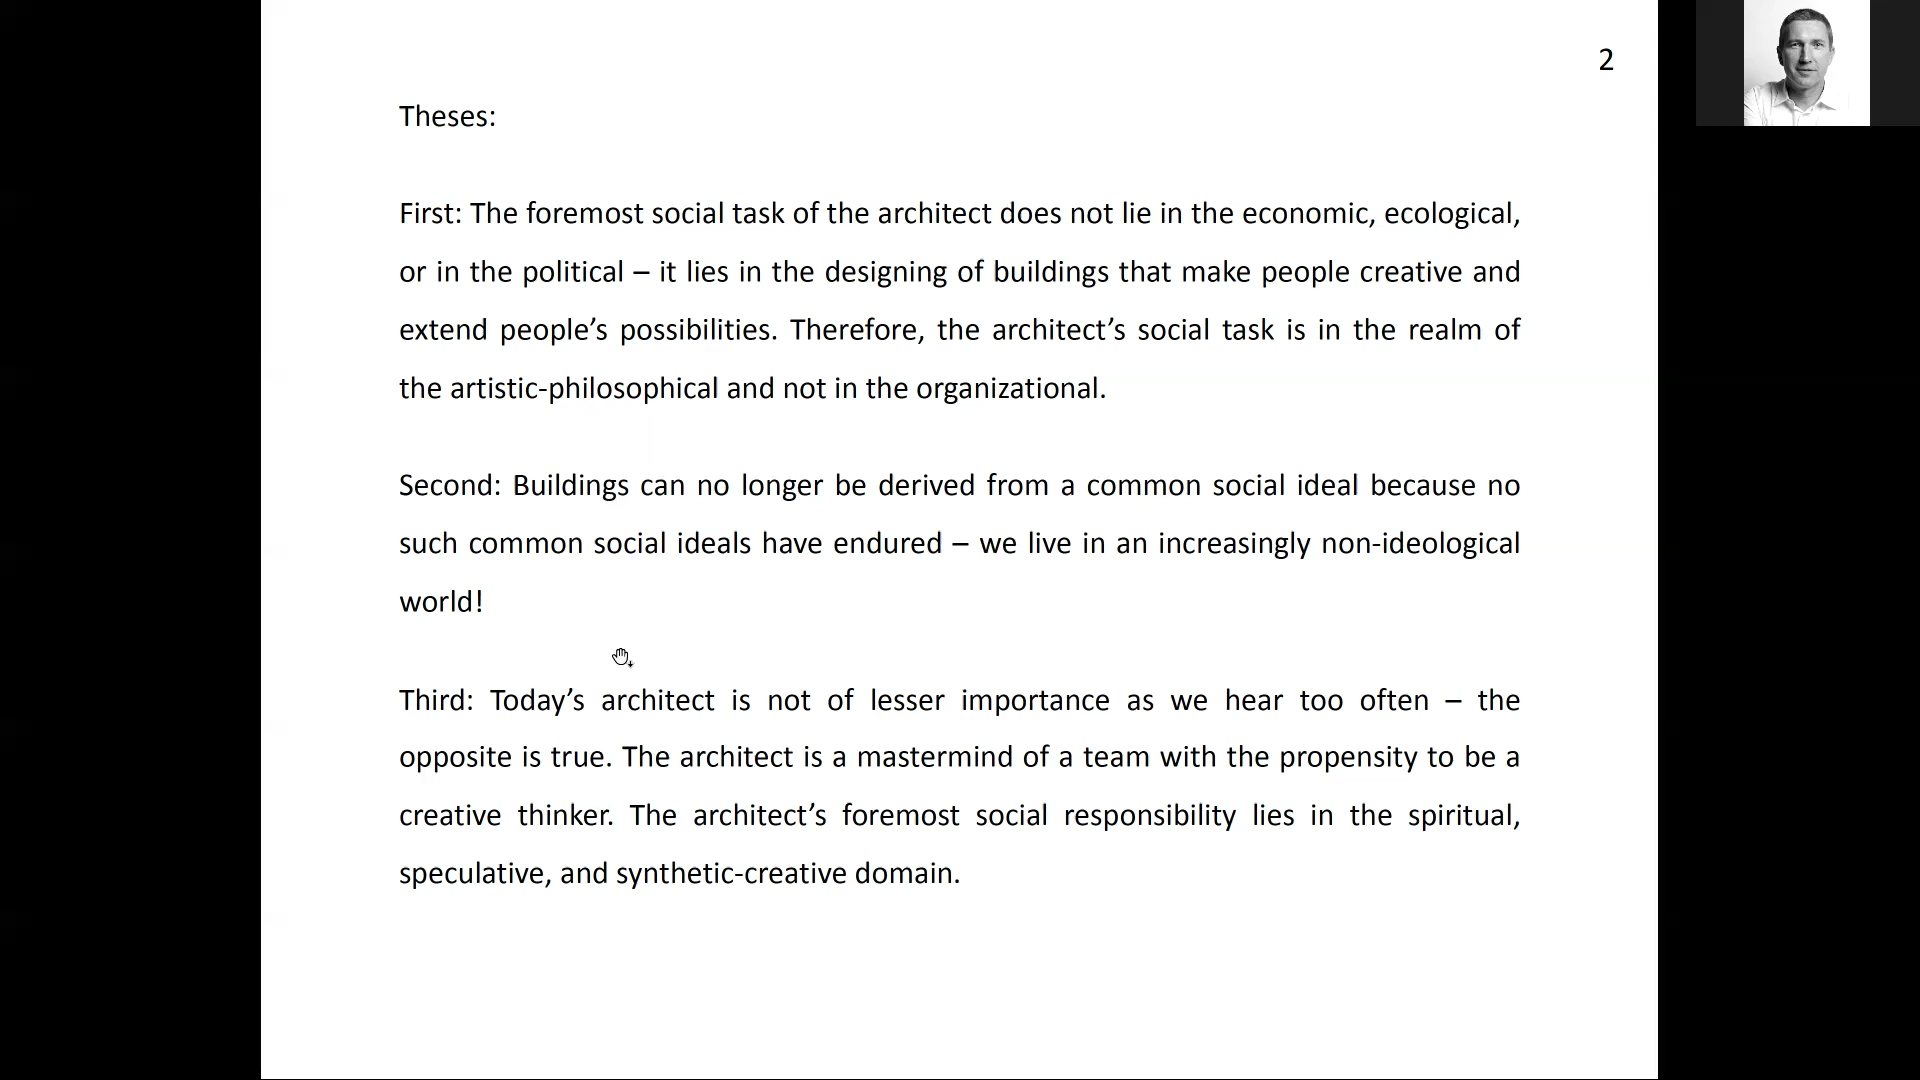 2
Theses:
First: The foremost social task of the architect does not lie in the economic, ecological,
or in the political – it lies in the designing of buildings that make people creative and
extend people’s possibilities. Therefore, the architect’s social task is in the realm of
the artistic-philosophical and not in the organizational.
Second: Buildings can no longer be derived from a common social ideal because no
such common social ideals have endured – we live in an increasingly non-ideological
world!
Third: Today’s architect is not of lesser importance as we hear too often – the
opposite is true. The architect is a mastermind of a team with the propensity to be a
creative thinker. The architect’s foremost social responsibility lies in the spiritual,
speculative, and synthetic-creative domain.